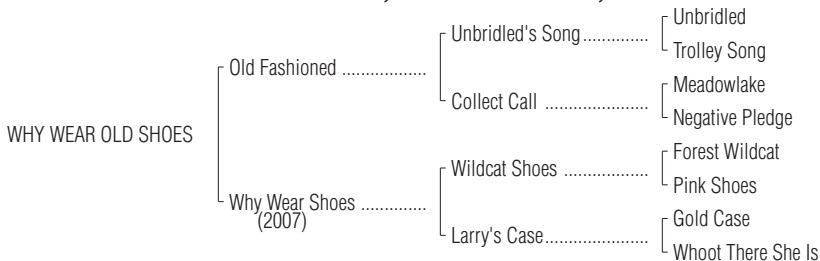 Unbridled
Unbridled's Song..............
Trolley Song
Old Fashioned ..................
Meadowlake
Collect Call ......................
Negative Pledge
WHY WEAR OLD SHOES
Forest Wildcat
Wildcat Shoes ..................
Pink Shoes
Why Wear Shoes ..............
(2007)
Gold Case
Larry's Case......................
Whoot There She Is